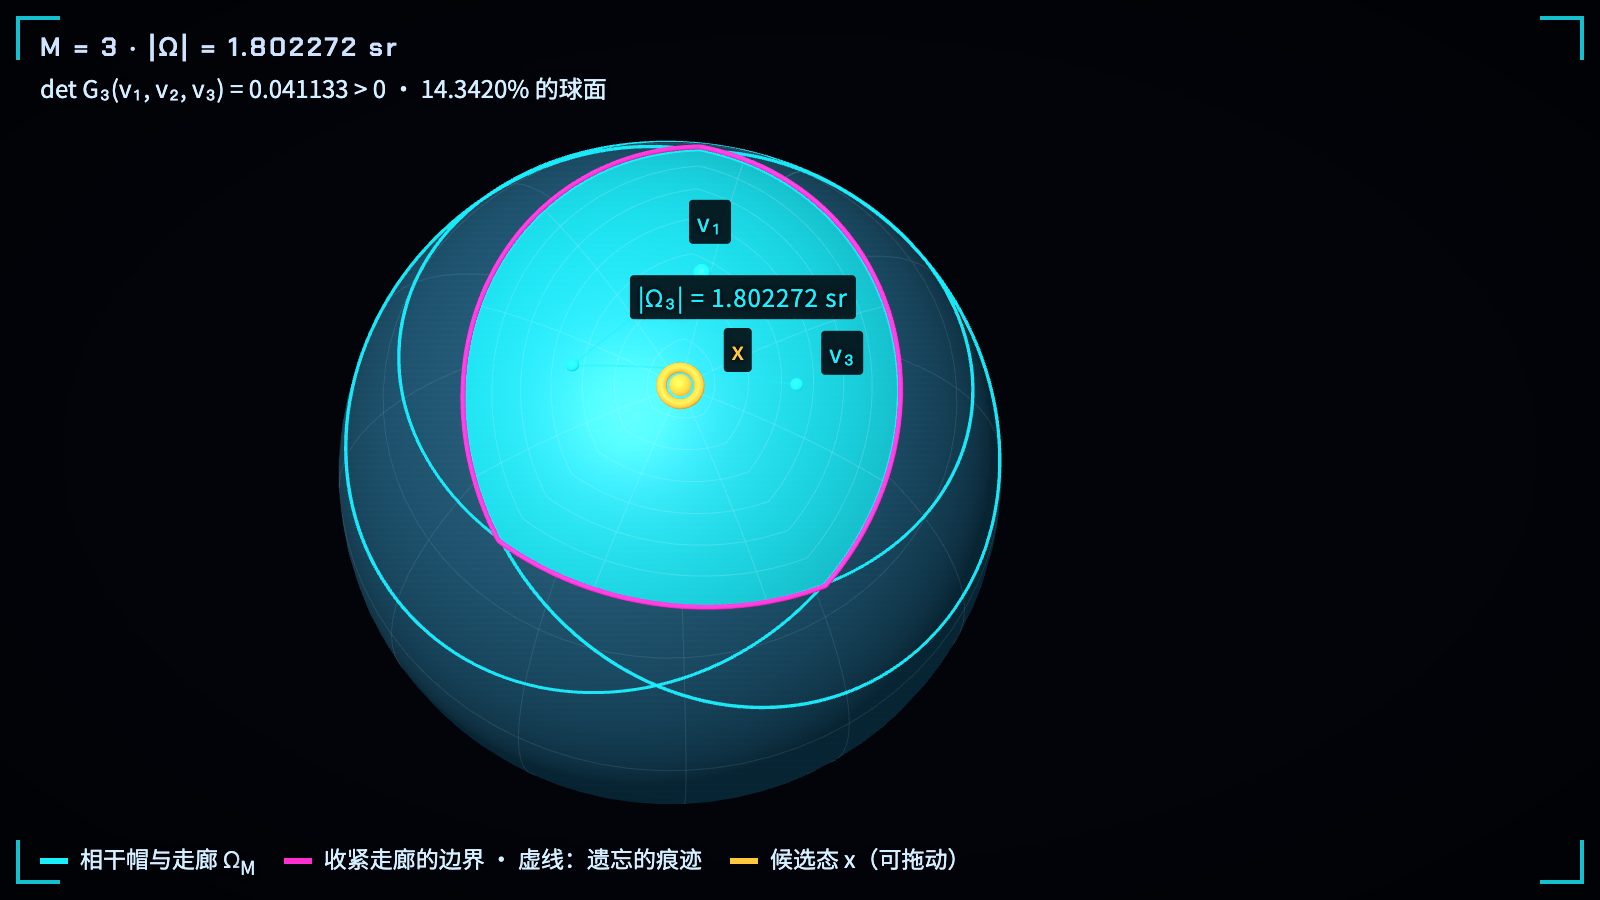 M = 3 · |Ω| = 1.802272 sr
det G₃(v₁, v₂, v₃) = 0.041133 > 0 · 14.3420% 的球面
v₁
|Ω₃| = 1.802272 sr
x
v₃
相干帽与走廊 Ω_M
收紧走廊的边界 · 虚线：遗忘的痕迹
候选态 x（可拖动）